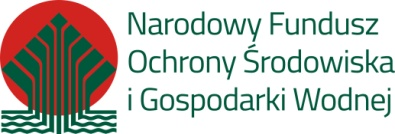 Narodowy Fundusz
Ochrony Środowiska
i Gospodarki Wodnej